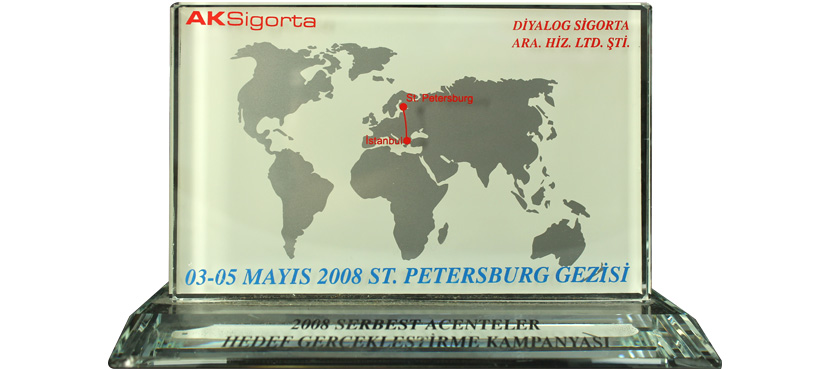 AKSigorta
DİYALOG SİGORTA
ARA. HİZ. LTD. ŞTİ.
St. Petersburg
İstanbul
03-05 MAYIS 2008 ST. PETERSBURG GEZİSİ
2008 SERBEST ACENTELER
HEDEF GERÇEKLEŞTİRME KAMPANYASI